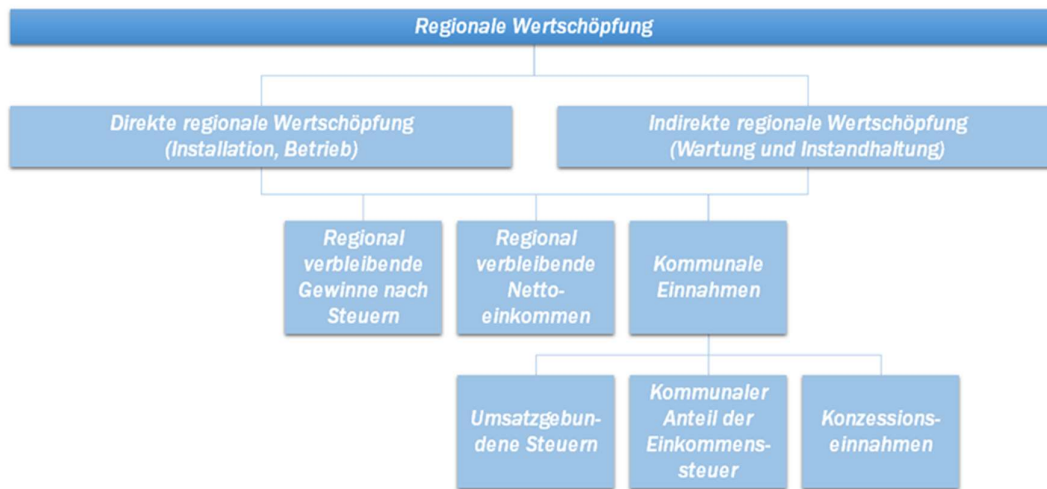 Regionale Wertschöpfung
Direkte regionale Wertschöpfung
(Installation, Betrieb)
Indirekte regionale Wertschöpfung
(Wartung und Instandhaltung)
Regional
verbleibende
Gewinne nach
Steuern
Regional
verbleibende
Netto-
einkommen
Kommunale
Einnahmen
Umsatzgebun-
dene Steuern
Kommunaler
Anteil der
Einkommens-
steuer
Konzessions-
einnahmen